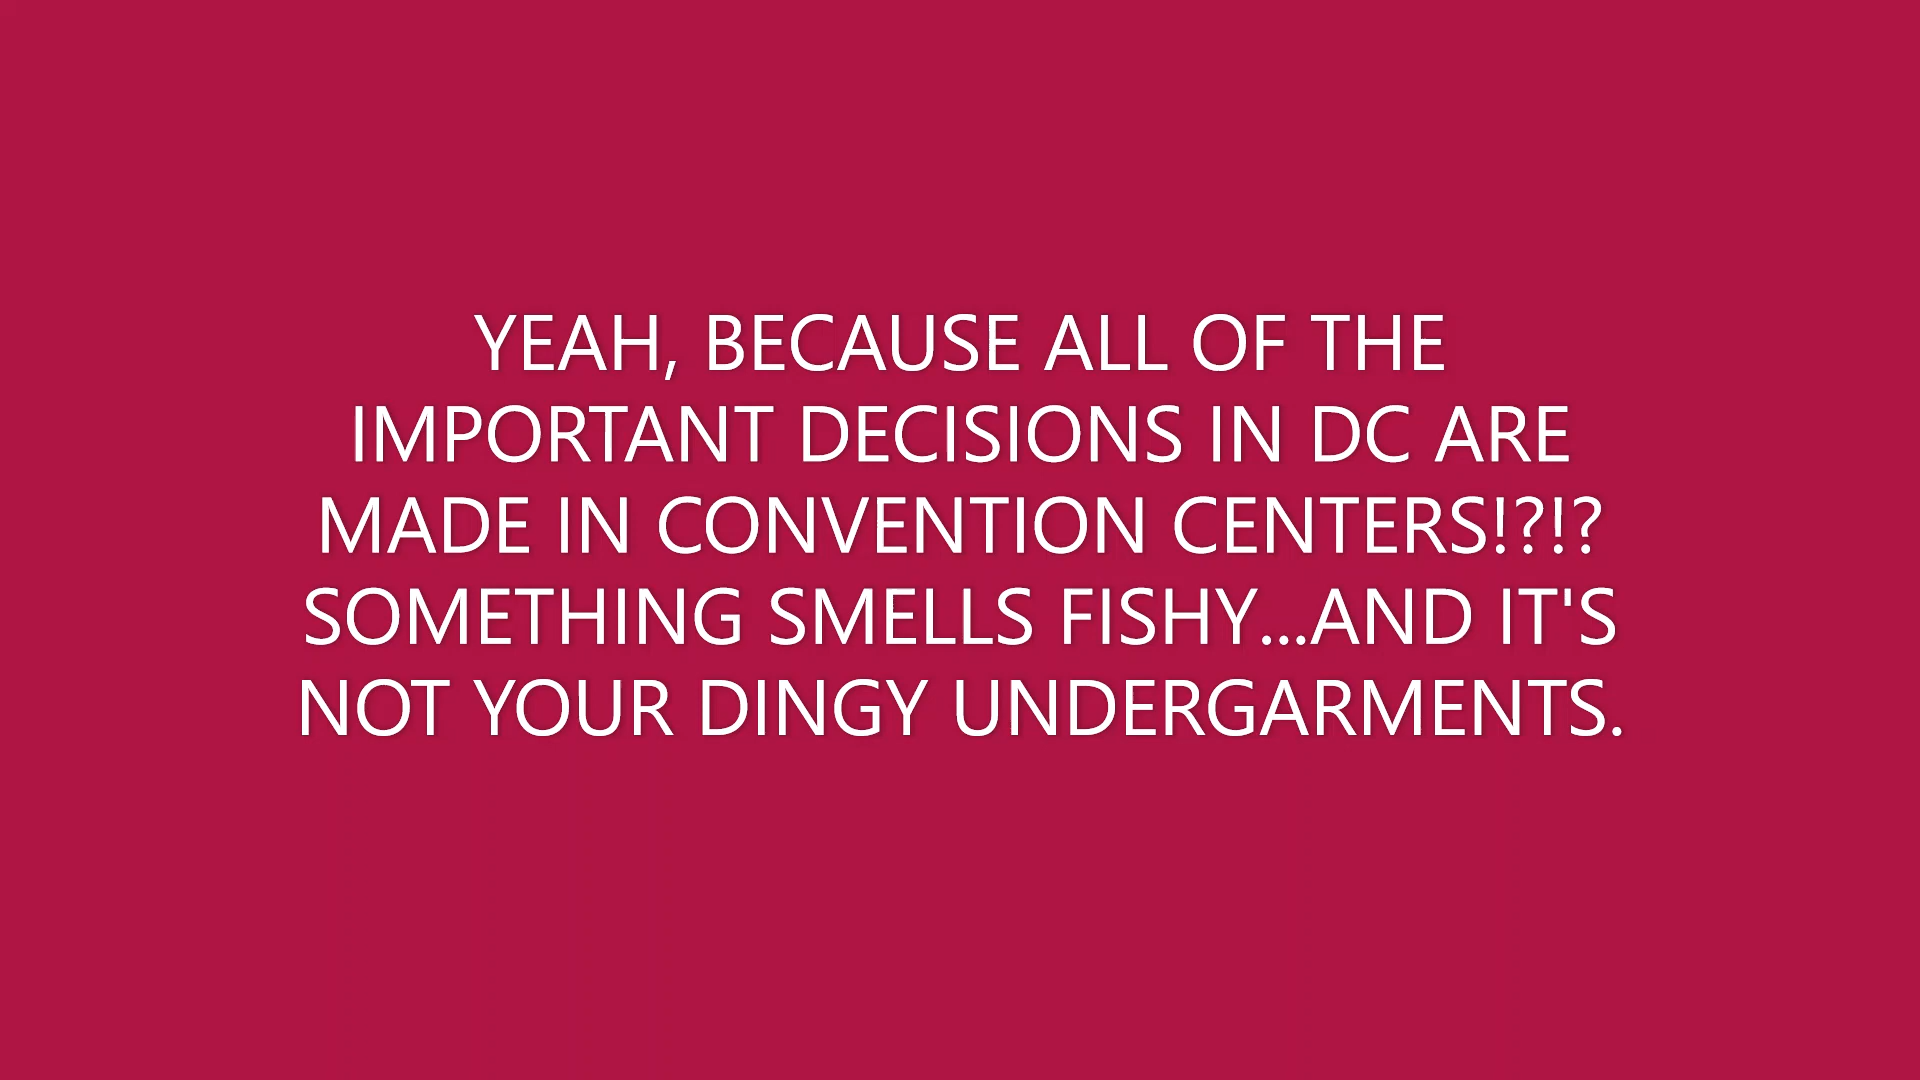 YEAH, BECAUSE ALL OF THE
IMPORTANT DECISIONS IN DC ARE
MADE IN CONVENTION CENTERS!?!?
SOMETHING SMELLS FISHY...AND IT'S
NOT YOUR DINGY UNDERGARMENTS.